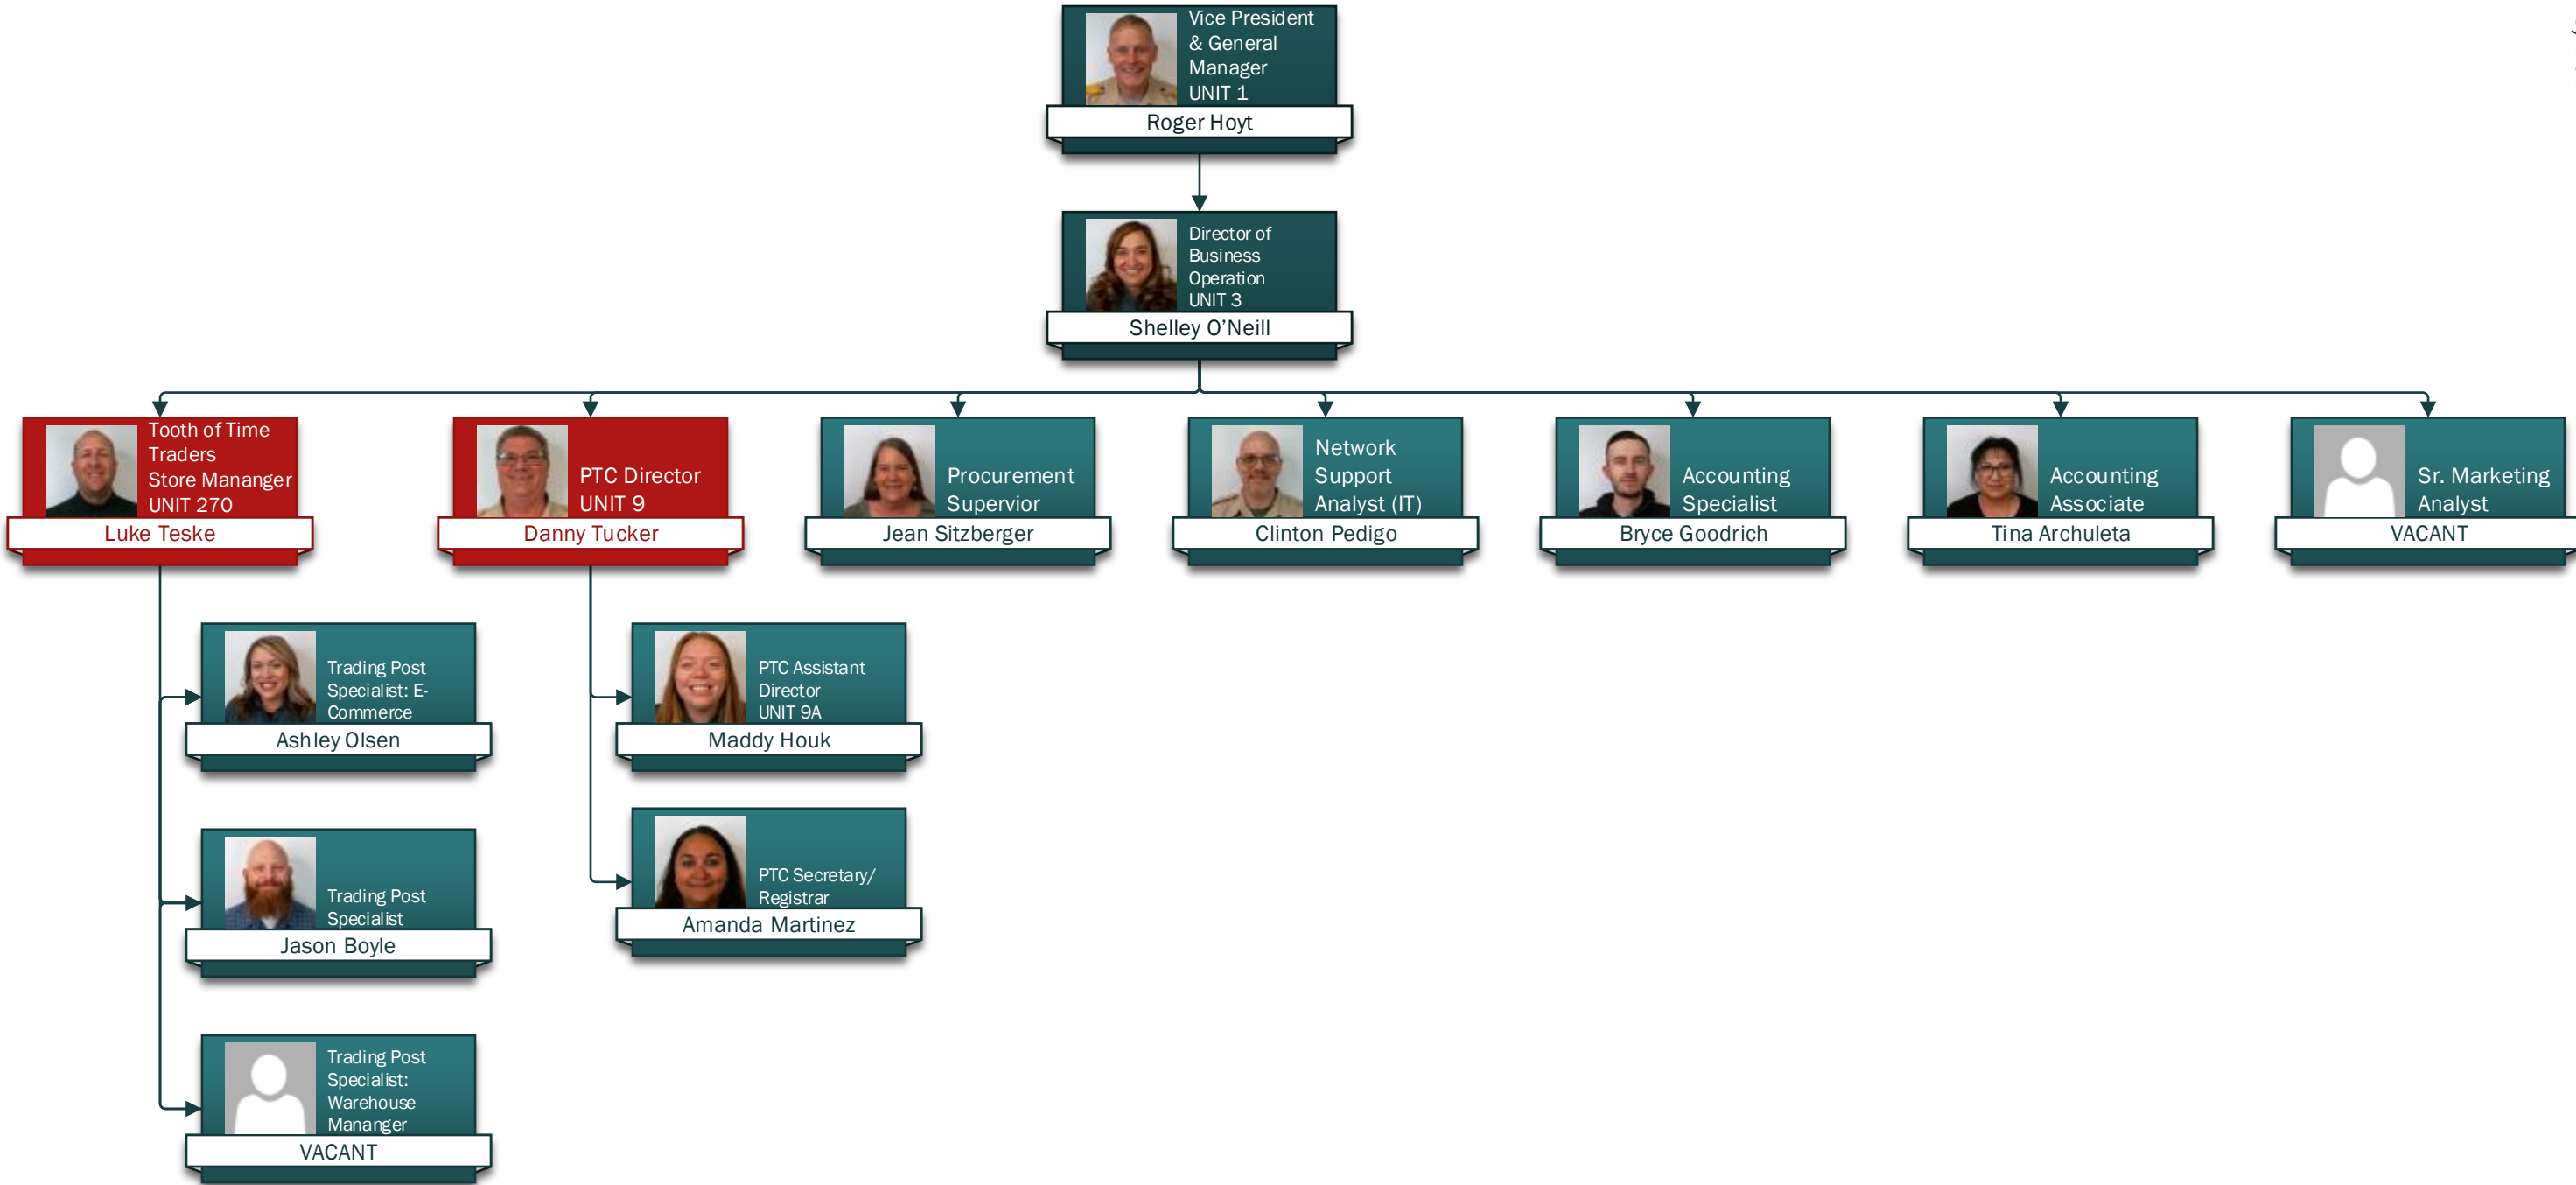 Vice President
& General
Manager
UNIT 1
Roger Hoyt
Director of
Business
Operation
UNIT 3
Shelley O’Neill
Tooth of Time
Traders
Store Mananger
UNIT 270
Luke Teske
PTC Director
UNIT 9
Danny Tucker
Procurement
Supervior
Jean Sitzberger
Network
Support
Analyst (IT)
Clinton Pedigo
Accounting
Specialist
Bryce Goodrich
Accounting
Associate
Tina Archuleta
Sr. Marketing
Analyst
VACANT
Trading Post
Specialist: E-
Commerce
Ashley Olsen
PTC Assistant
Director
UNIT 9A
Maddy Houk
Trading Post
Specialist
Jason Boyle
PTC Secretary/
Registrar
Amanda Martinez
Trading Post
Specialist:
Warehouse
Mananger
VACANT